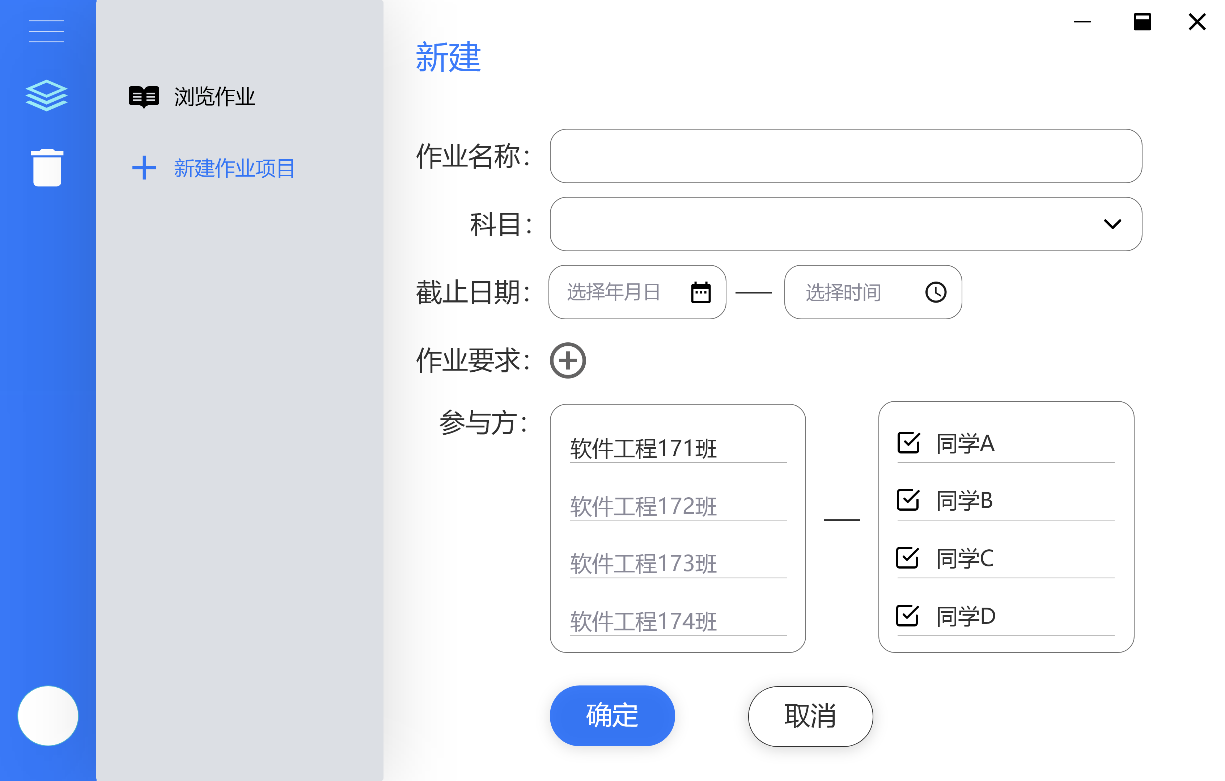 新建
浏览作业
新建作业项目
作业名称：
科目：
截止日期： 选择年月日 — 选择时间
作业要求：
参与方：
软件工程171班
软件工程172班
软件工程173班
软件工程174班
同学A
同学B
同学C
同学D
确定
取消